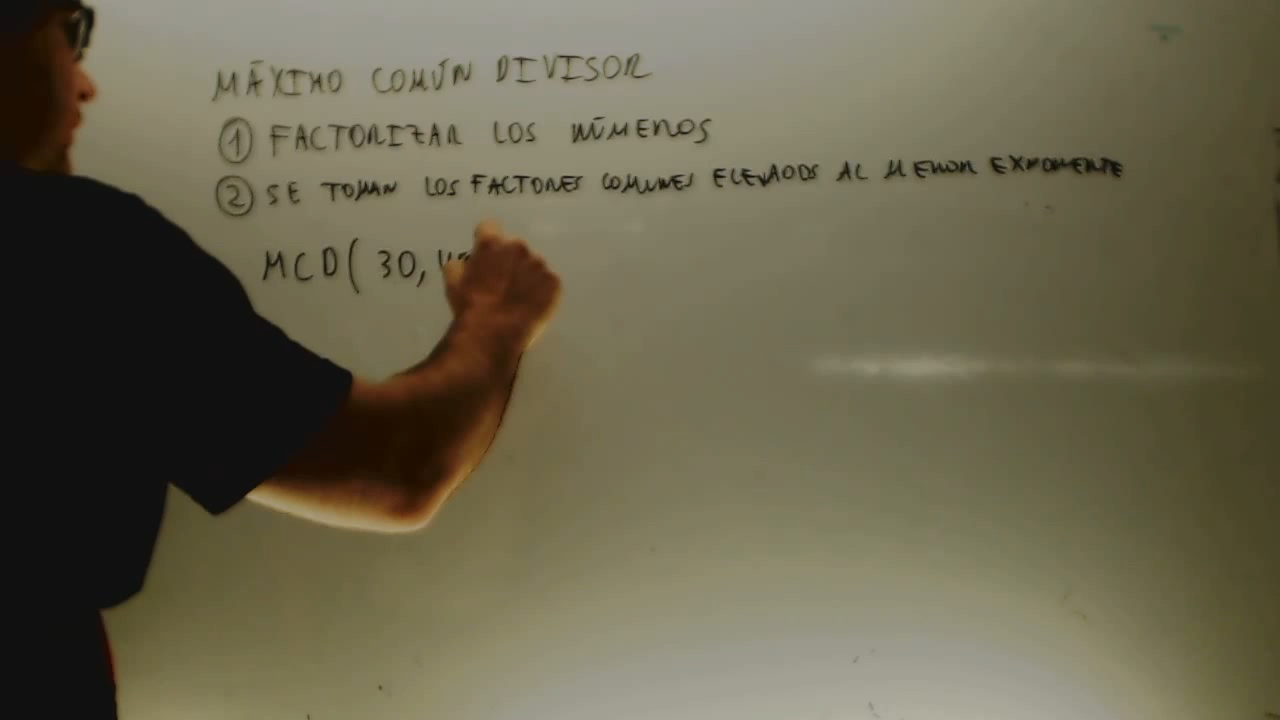 MÁXIMO COMÚN DIVISOR
① FACTORIZAR LOS NÚMEROS
② SE TOMAN LOS FACTORES COMUNES ELEVADOS AL MENOR EXPONENTE
MCD( 30,